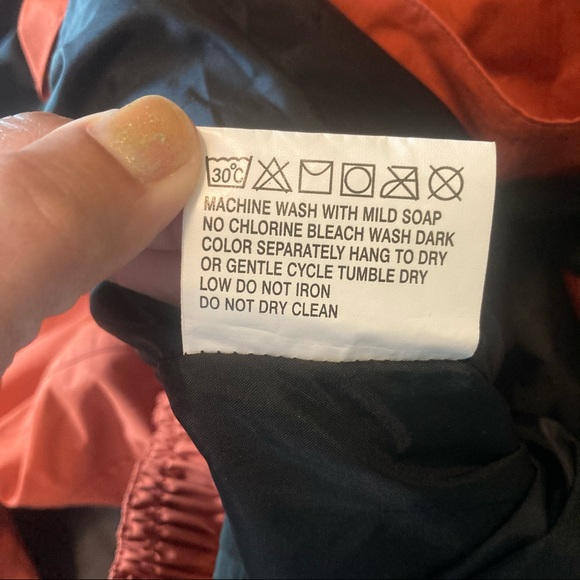 30°C
MACHINE WASH WITH MILD SOAP
NO CHLORINE BLEACH WASH DARK
COLOR SEPARATELY HANG TO DRY
OR GENTLE CYCLE TUMBLE DRY
LOW DO NOT IRON
DO NOT DRY CLEAN